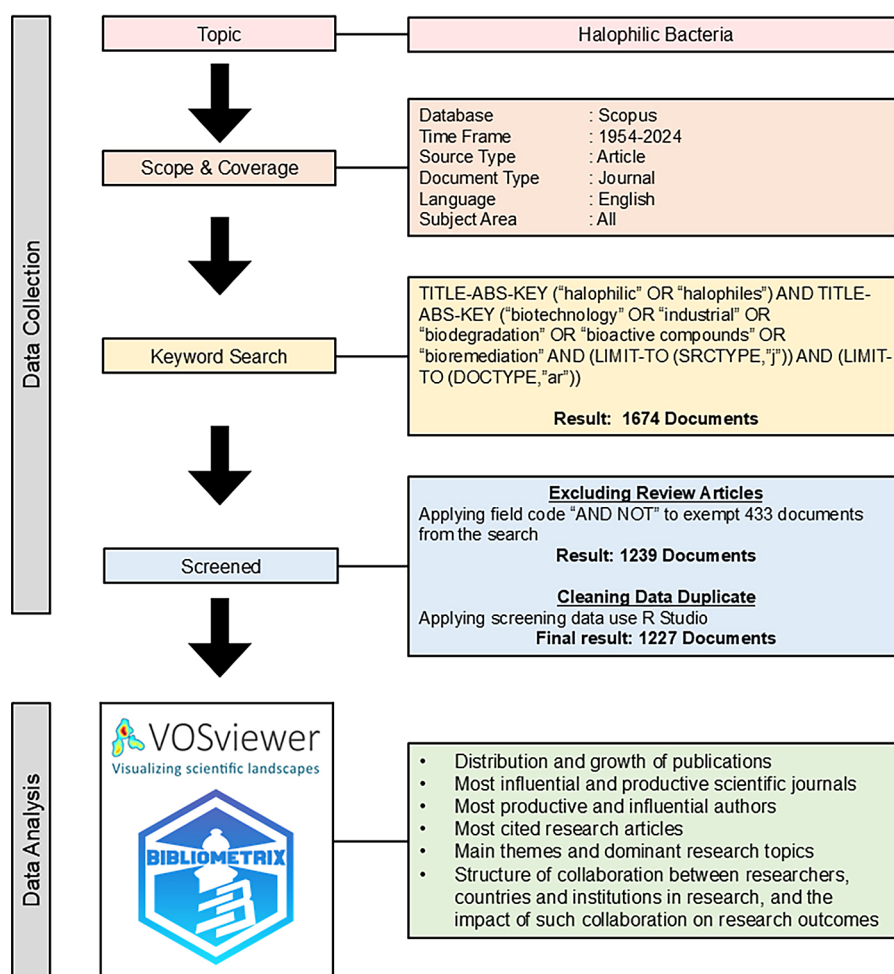 Topic
Halophilic Bacteria
Data Collection
Scope & Coverage
Database : Scopus
Time Frame : 1954-2024
Source Type : Article
Document Type : Journal
Language : English
Subject Area : All
Keyword Search
TITLE-ABS-KEY (“halophilic” OR “halophiles”) AND TITLE-
ABS-KEY (“biotechnology” OR “industrial” OR
“biodegradation” OR “bioactive compounds” OR
“bioremediation” AND (LIMIT-TO (SRCTYPE,”j”)) AND (LIMIT-
TO (DOCTYPE,”ar”))
Result: 1674 Documents
Screened
Excluding Review Articles
Applying field code “AND NOT” to exempt 433 documents
from the search
Result: 1239 Documents
Cleaning Data Duplicate
Applying screening data use R Studio
Final result: 1227 Documents
Data Analysis
VOSviewer
Visualizing scientific landscapes
BIBLIOMETRIX
• Distribution and growth of publications
• Most influential and productive scientific journals
• Most productive and influential authors
• Most cited research articles
• Main themes and dominant research topics
• Structure of collaboration between researchers,
countries and institutions in research, and the
impact of such collaboration on research outcomes